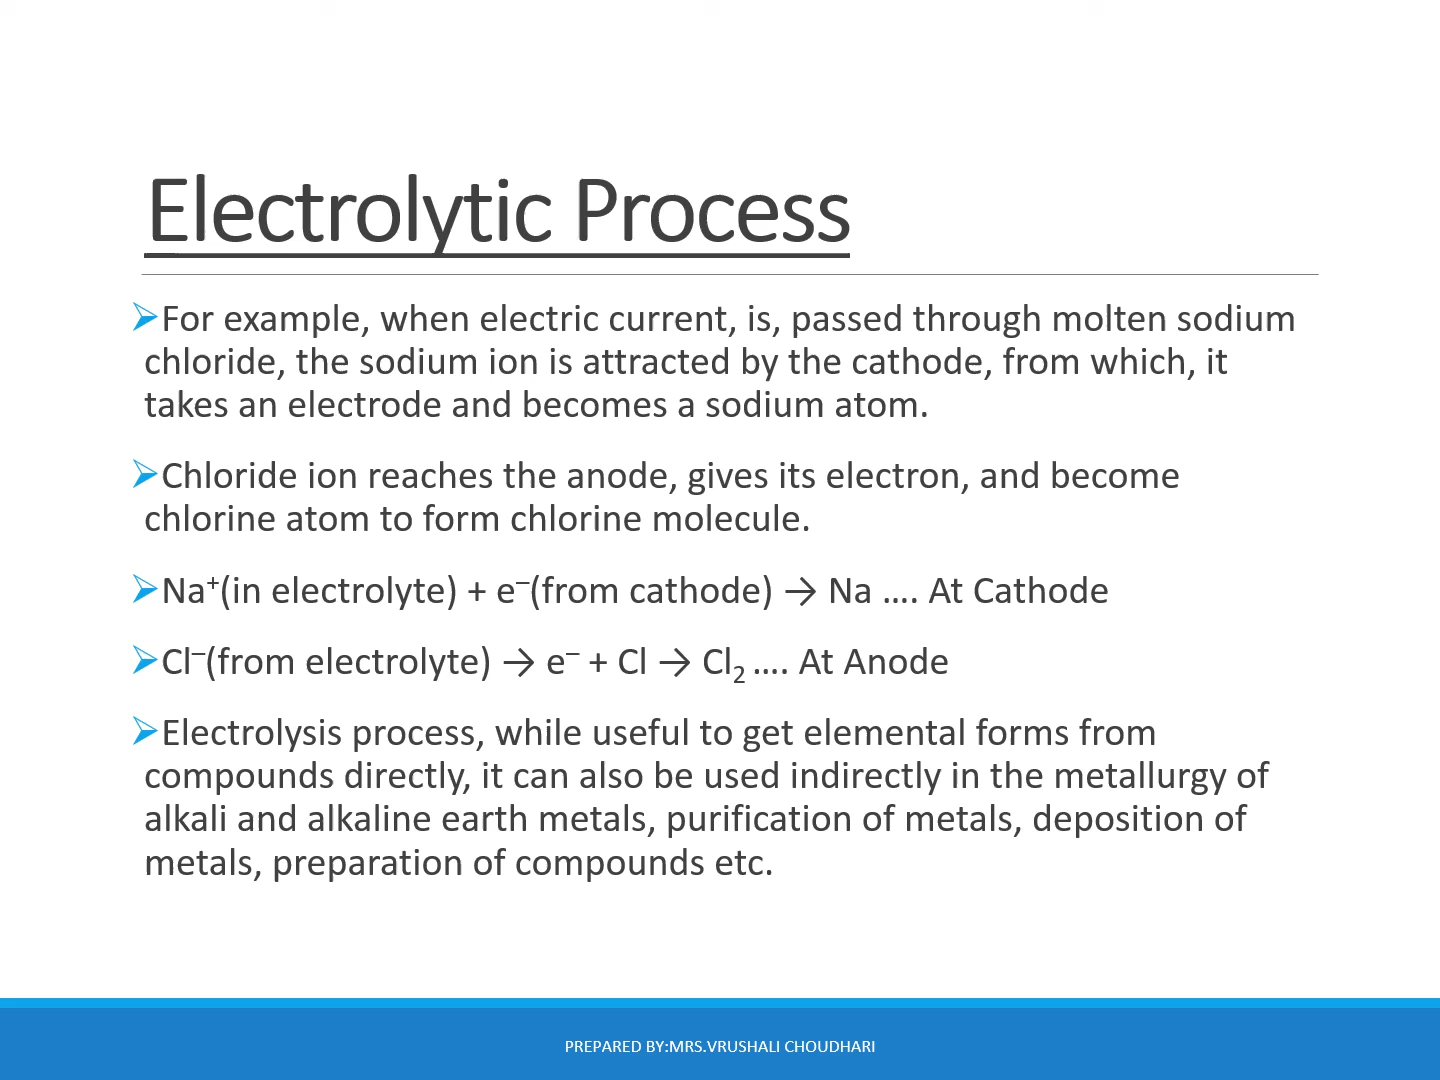 Electrolytic Process
➢For example, when electric current, is, passed through molten sodium
chloride, the sodium ion is attracted by the cathode, from which, it
takes an electrode and becomes a sodium atom.
➢Chloride ion reaches the anode, gives its electron, and become
chlorine atom to form chlorine molecule.
➢Na⁺(in electrolyte) + e⁻(from cathode) → Na .... At Cathode
➢Cl⁻(from electrolyte) → e⁻ + Cl → Cl₂ .... At Anode
➢Electrolysis process, while useful to get elemental forms from
compounds directly, it can also be used indirectly in the metallurgy of
alkali and alkaline earth metals, purification of metals, deposition of
metals, preparation of compounds etc.
PREPARED BY:MRS.VRUSHALI CHOUDHARI